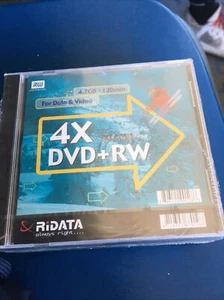 4.7GB · 120min
For Data & Video
4X
DVD+RW
RiDATA
always right....